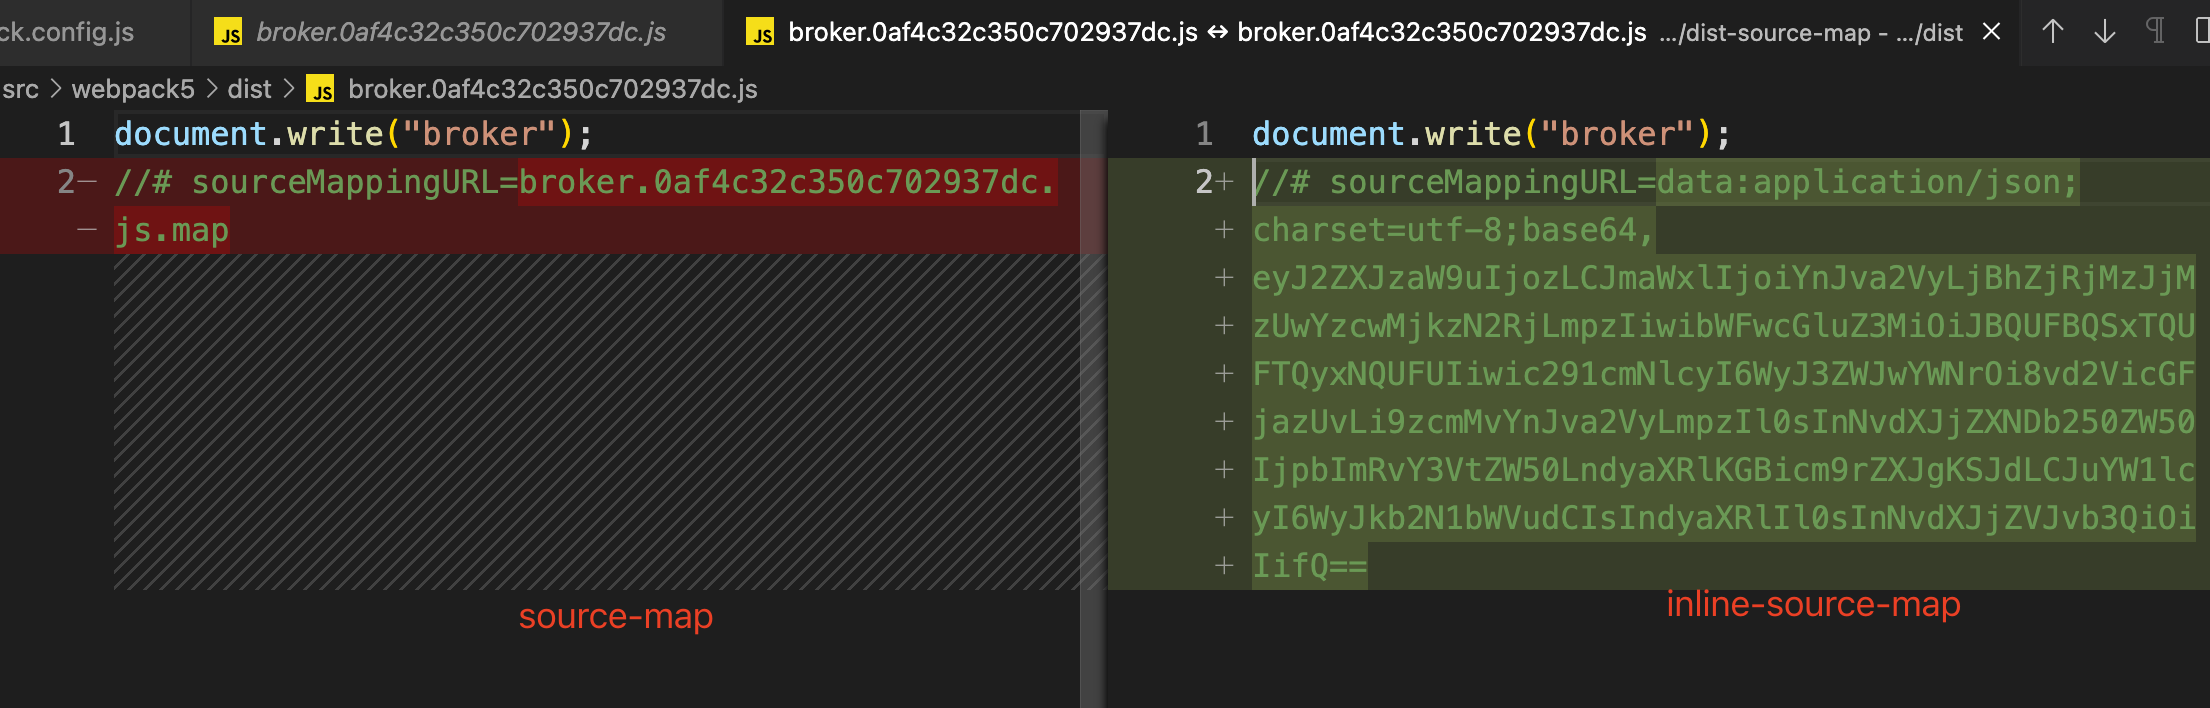 ck.config.js
JS broker.0af4c32c350c702937dc.js
JS broker.0af4c32c350c702937dc.js ↔ broker.0af4c32c350c702937dc.js .../dist-source-map - .../dist
src > webpack5 > dist > JS broker.0af4c32c350c702937dc.js
1 document.write("broker");
2— //# sourceMappingURL=broker.0af4c32c350c702937dc.
— js.map
source-map
1 document.write("broker");
2+ //# sourceMappingURL=data:application/json;
+ charset=utf-8;base64,
+ eyJ2ZXJzaW9uIjozLCJmaWxlIjoiYnJva2VyLjBhZjRjMzJjM
+ zUwYzcwMjkzN2RjLmpzIiwibWFwcGluZ3MiOiJBQUFBQSxTQU
+ FTQyxNQUFUIiwic291cmNlcyI6WyJ3ZWJwYWNrOi8vd2VicGF
+ jazUvLi9zcmMvYnJva2VyLmpzIl0sInNvdXJjZXNDb250ZW50
+ IjpbImRvY3VtZW50LndyaXRlKGBicm9rZXJgKSJdLCJuYW1lc
+ yI6WyJkb2N1bWVudCIsIndyaXRlIl0sInNvdXJjZVJvb3QiOi
+ IifQ==
inline-source-map